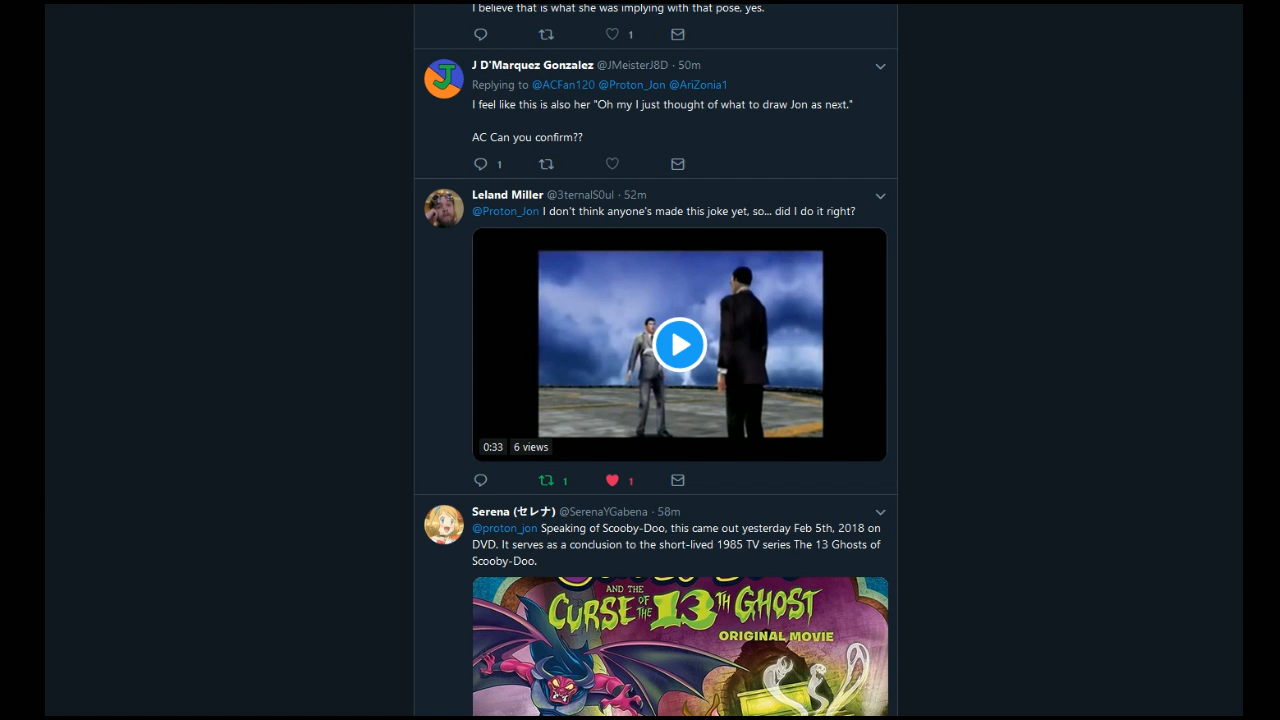 I believe that is what she was implying with that pose, yes.
1
J D'Marquez Gonzalez @JMeisterJ8D · 50m
Replying to @ACFan120 @Proton_Jon @AriZonia1
I feel like this is also her "Oh my I just thought of what to draw Jon as next."
AC Can you confirm??
1
Leland Miller @3ternalS0ul · 52m
@Proton_Jon I don't think anyone's made this joke yet, so... did I do it right?
0:33 6 views
1 1
Serena (セレナ) @SerenaYGabena · 58m
@proton_jon Speaking of Scooby-Doo, this came out yesterday Feb 5th, 2018 on
DVD. It serves as a conclusion to the short-lived 1985 TV series The 13 Ghosts of
Scooby-Doo.
AND THE
CURSE OF THE 13TH GHOST
ORIGINAL MOVIE